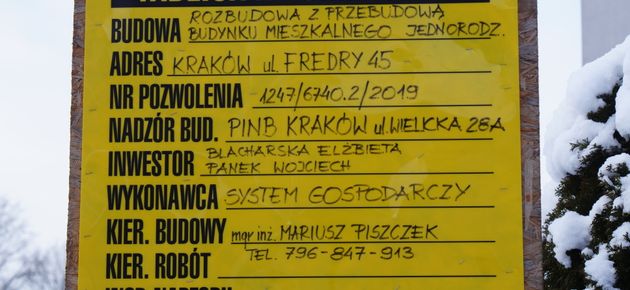 ROZBUDOWA Z PRZEBUDOWĄ
BUDOWA BUDYNKU MIESZKALNEGO JEDNORODZ.
ADRES KRAKÓW ul. FREDRY 45
NR POZWOLENIA 1247/6740.2/2019
NADZÓR BUD. PINB KRAKÓW ul. WIELICKA 28A
INWESTOR BLACHARSKA ELŻBIETA
PANEK WOJCIECH
WYKONAWCA SYSTEM GOSPODARCZY
KIER. BUDOWY mgr inż. MARIUSZ PISZCZEK
TEL. 796-847-913
KIER. ROBÓT